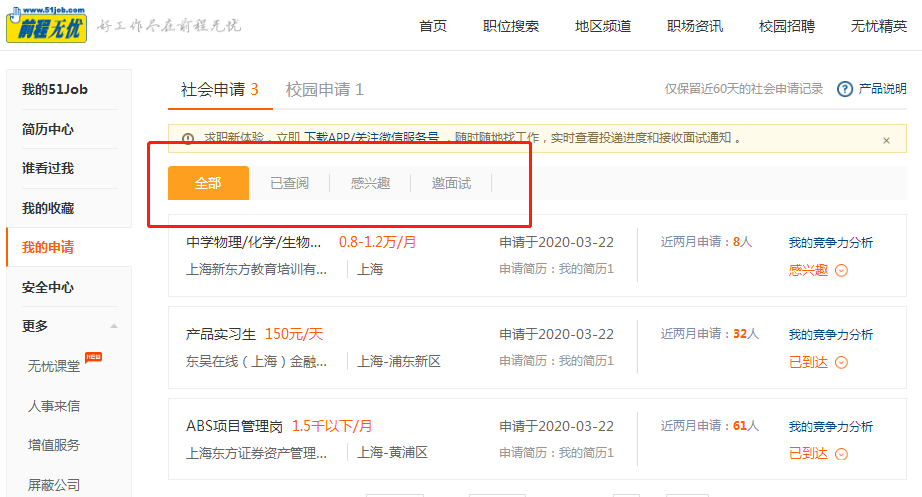 www.51job.com
前程无忧 好工作尽在前程无忧 首页 职位搜索 地区频道 职场资讯 校园招聘 无忧精英
我的51Job
简历中心
谁看过我
我的收藏
我的申请
安全中心
更多
无忧课堂 NEW
人事来信
增值服务
屏蔽公司
社会申请 3 校园申请 1 仅保留近60天的社会申请记录 ? 产品说明
求职新体验，立即 下载APP/关注微信服务号 ，随时随地找工作，实时查看投递进度和接收面试通知 。 ×
全部 已查阅 感兴趣 邀面试
中学物理/化学/生物... 0.8-1.2万/月 申请于2020-03-22 近两月申请：8人 我的竞争力分析
上海新东方教育培训有... 上海 申请简历：我的简历1 感兴趣
产品实习生 150元/天 申请于2020-03-22 近两月申请：32人 我的竞争力分析
东吴在线（上海）金融... 上海-浦东新区 申请简历：我的简历1 已到达
ABS项目管理岗 1.5千以下/月 申请于2020-03-22 近两月申请：61人 我的竞争力分析
上海东方证券资产管理... 上海-黄浦区 申请简历：我的简历1 已到达